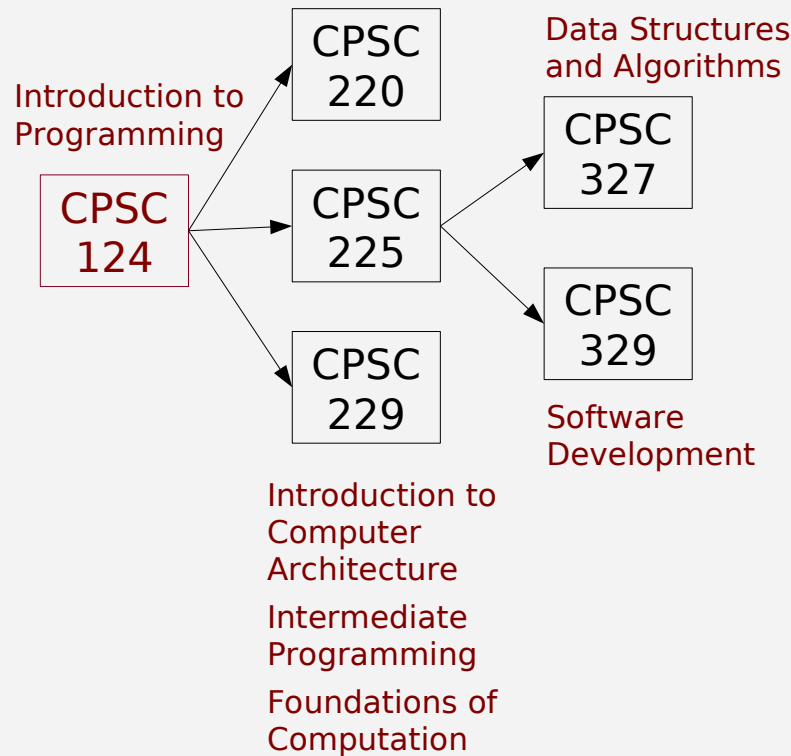 Introduction to
Programming
CPSC
124
CPSC
220
CPSC
225
CPSC
229
Introduction to
Computer
Architecture
Intermediate
Programming
Foundations of
Computation
Data Structures
and Algorithms
CPSC
327
CPSC
329
Software
Development